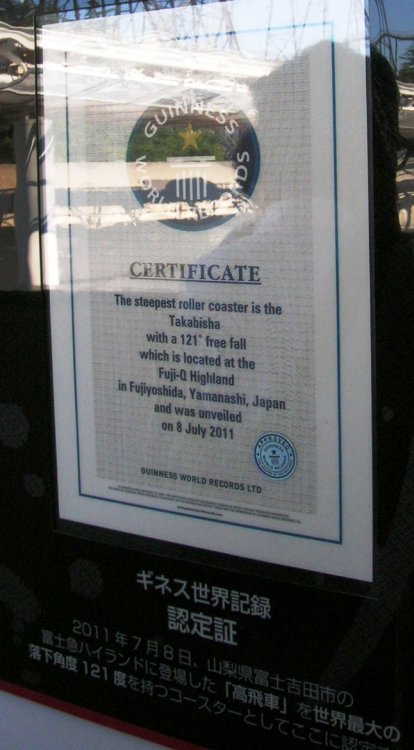 GUINNESS
WORLD RECORDS
CERTIFICATE
The steepest roller coaster is the
Takabisha
with a 121° free fall
which is located at the
Fuji-Q Highland
in Fujiyoshida, Yamanashi, Japan
and was unveiled
on 8 July 2011
APPROVED
GUINNESS WORLD RECORDS LTD
ギネス世界記録
認定証
2011年7月8日、山梨県富士吉田市の
富士急ハイランドに登場した「高飛車」を世界最大の
落下角度121度を持つコースターとしてここに認定